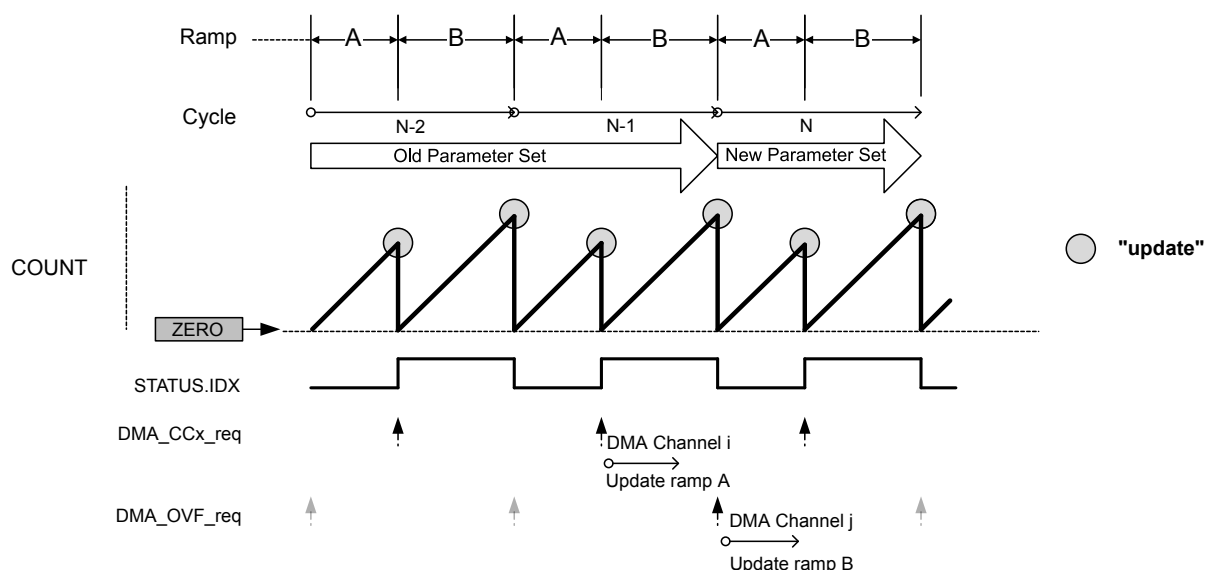 Ramp A B A B A B
Cycle
N-2 N-1 N
Old Parameter Set New Parameter Set
COUNT
"update"
ZERO
STATUS.IDX
DMA_CCx_req
DMA Channel i
Update ramp A
DMA_OVF_req
DMA Channel j
Update ramp B